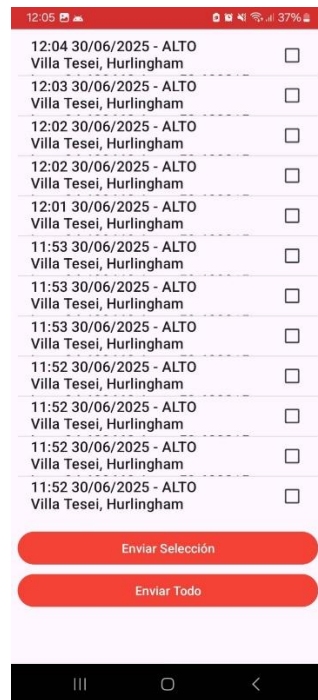 12:05 37%
12:04 30/06/2025 - ALTO
Villa Tesei, Hurlingham
12:03 30/06/2025 - ALTO
Villa Tesei, Hurlingham
12:02 30/06/2025 - ALTO
Villa Tesei, Hurlingham
12:02 30/06/2025 - ALTO
Villa Tesei, Hurlingham
12:01 30/06/2025 - ALTO
Villa Tesei, Hurlingham
11:53 30/06/2025 - ALTO
Villa Tesei, Hurlingham
11:53 30/06/2025 - ALTO
Villa Tesei, Hurlingham
11:53 30/06/2025 - ALTO
Villa Tesei, Hurlingham
11:52 30/06/2025 - ALTO
Villa Tesei, Hurlingham
11:52 30/06/2025 - ALTO
Villa Tesei, Hurlingham
11:52 30/06/2025 - ALTO
Villa Tesei, Hurlingham
11:52 30/06/2025 - ALTO
Villa Tesei, Hurlingham
Enviar Selección
Enviar Todo